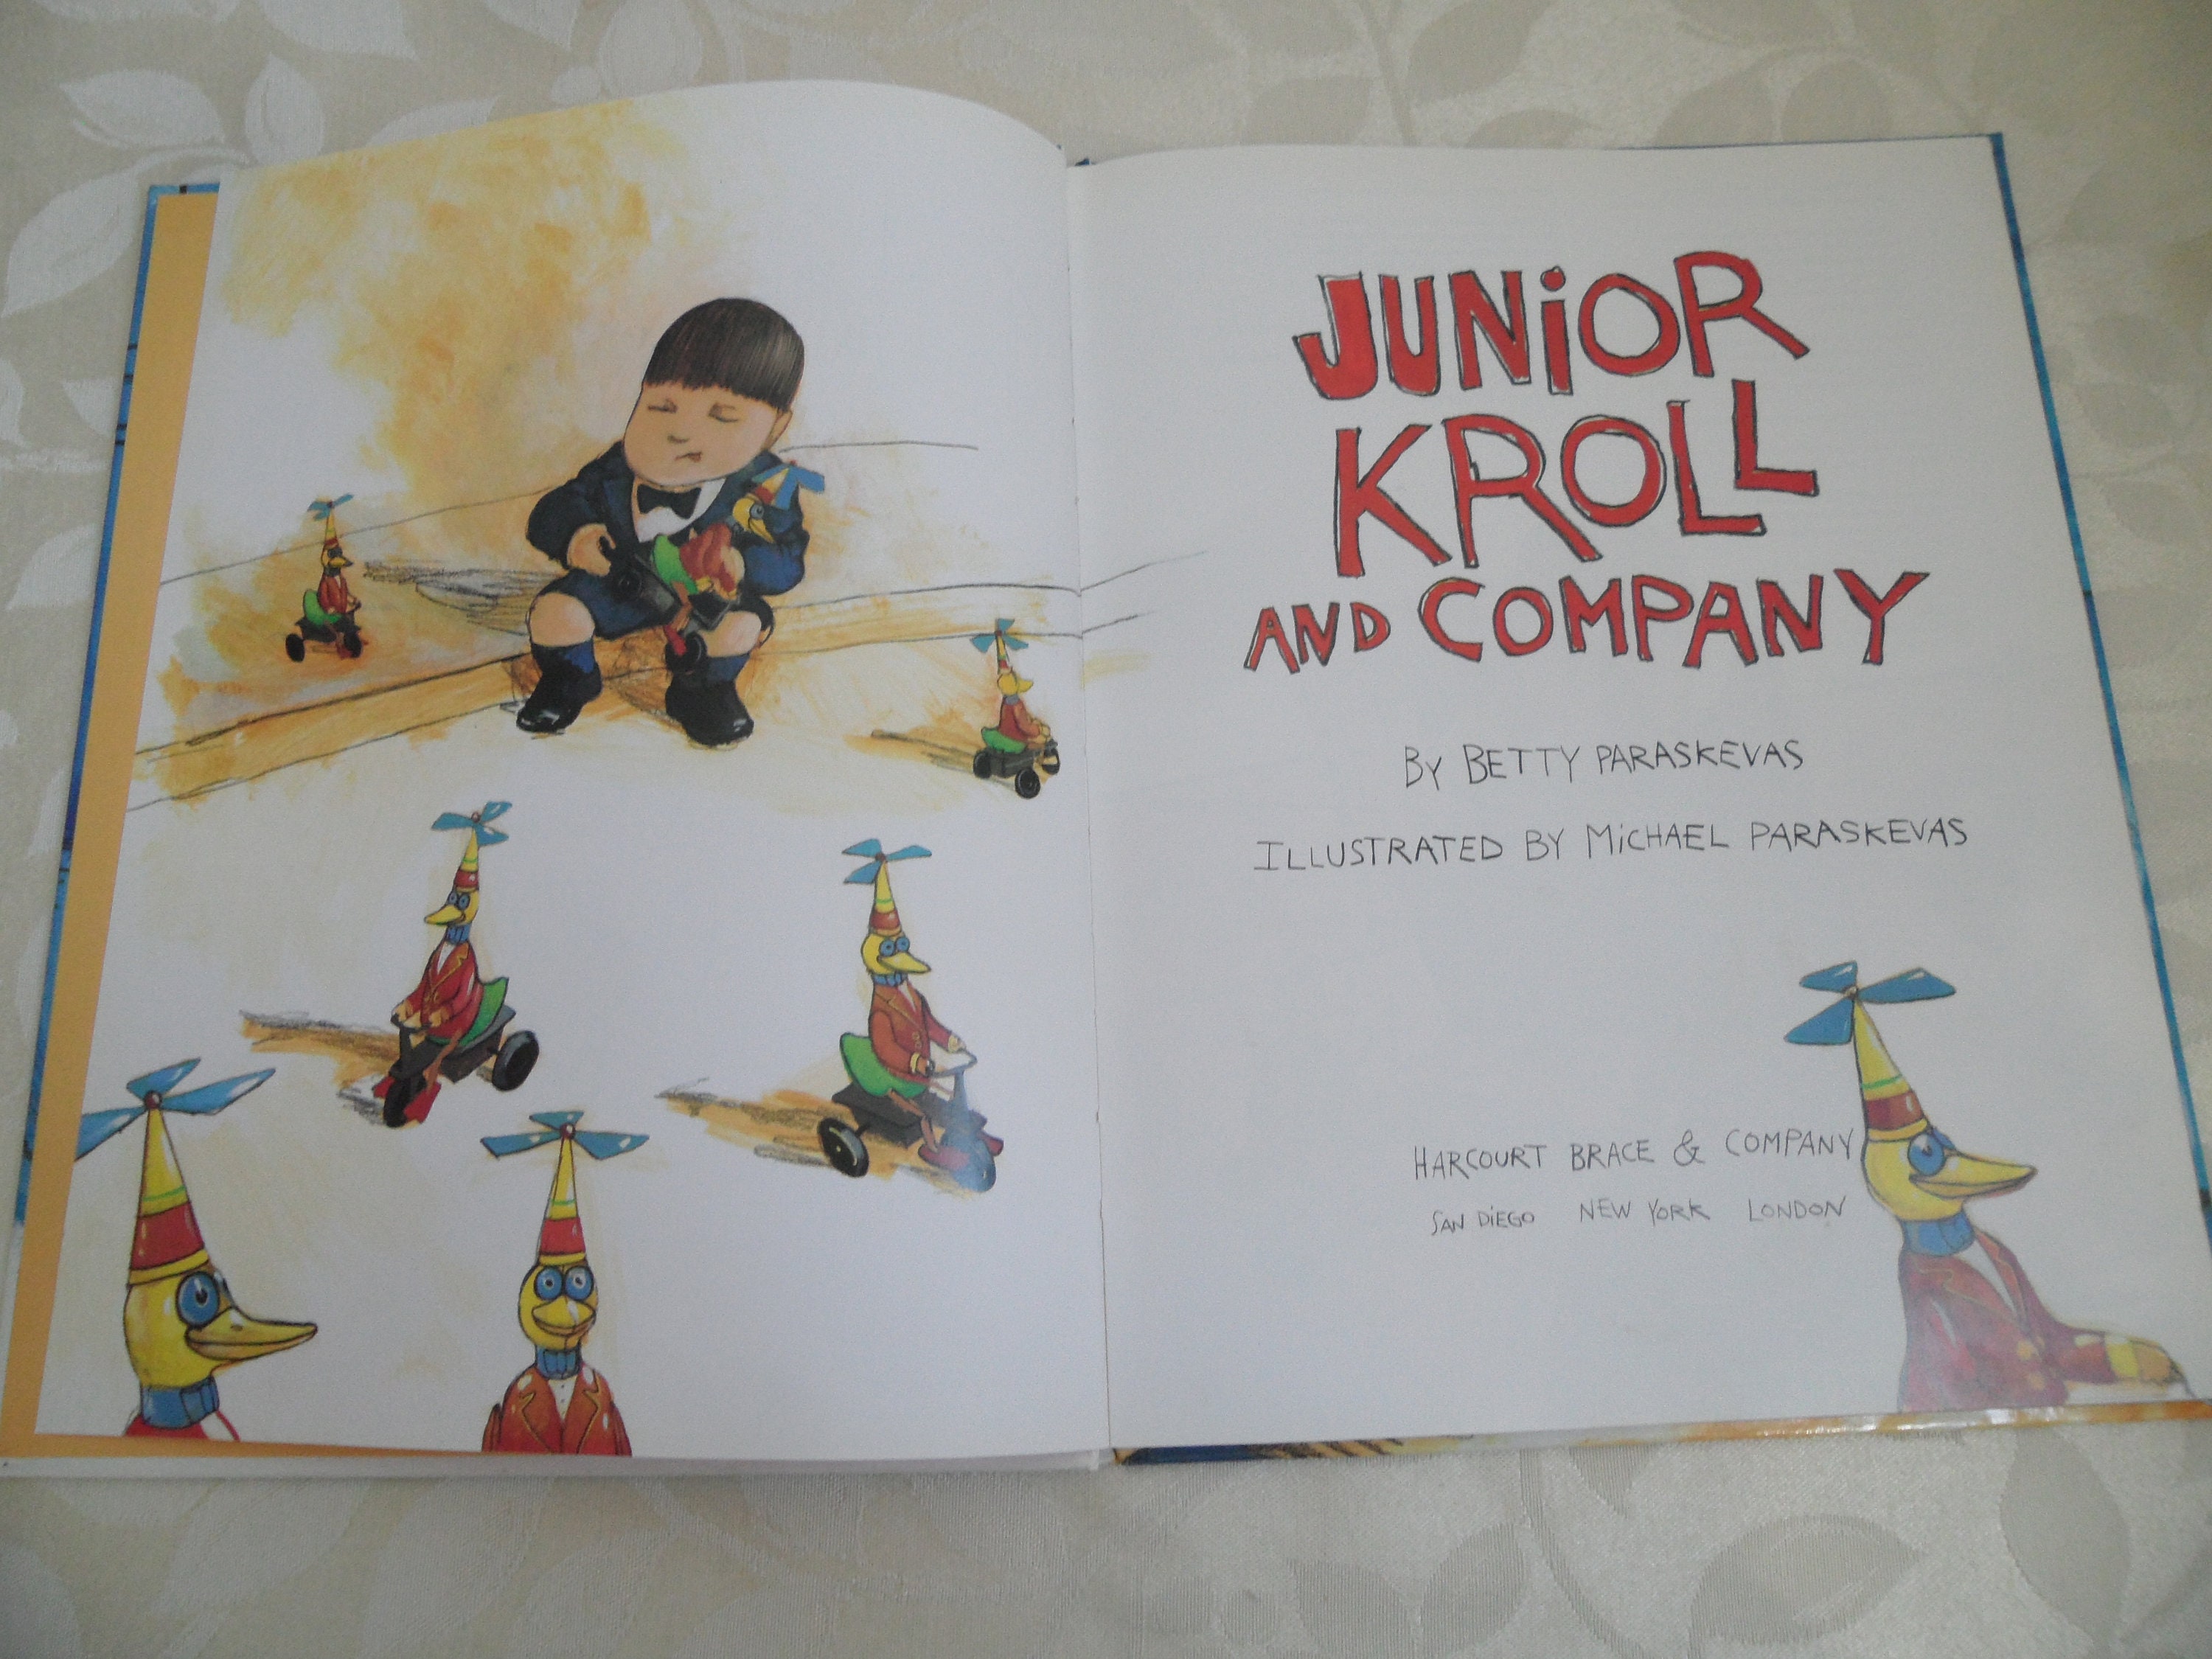 JUNiOR
KROLL
AND COMPANY
BY BETTY PARASKEVAS
ILLUSTRATED BY MiCHAEL PARASKEVAS
HARCOURT BRACE & COMPANY
SAN DiEGO NEW YORK LONDON